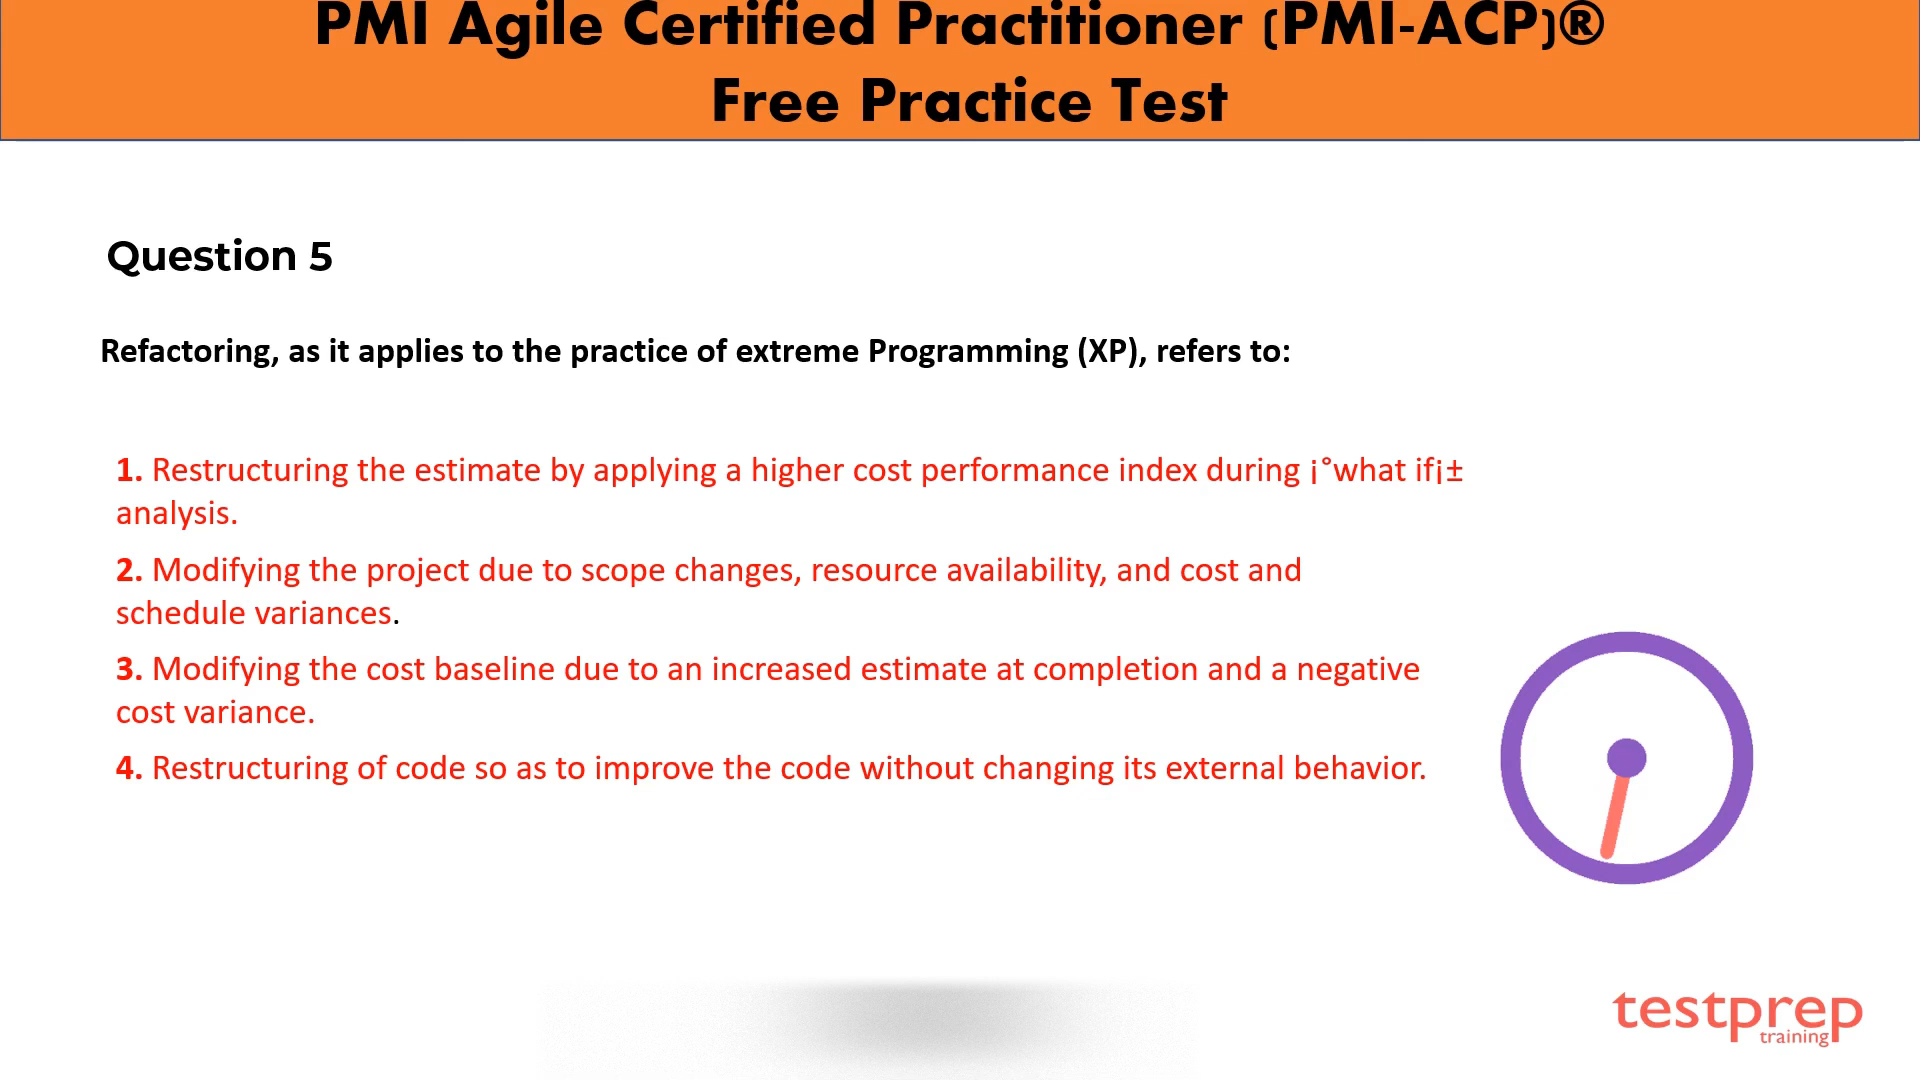 PMI Agile Certified Practitioner (PMI-ACP)®
Free Practice Test
Question 5
Refactoring, as it applies to the practice of extreme Programming (XP), refers to:
1. Restructuring the estimate by applying a higher cost performance index during ¡°what if¡±
analysis.
2. Modifying the project due to scope changes, resource availability, and cost and
schedule variances.
3. Modifying the cost baseline due to an increased estimate at completion and a negative
cost variance.
4. Restructuring of code so as to improve the code without changing its external behavior.
testprep
training